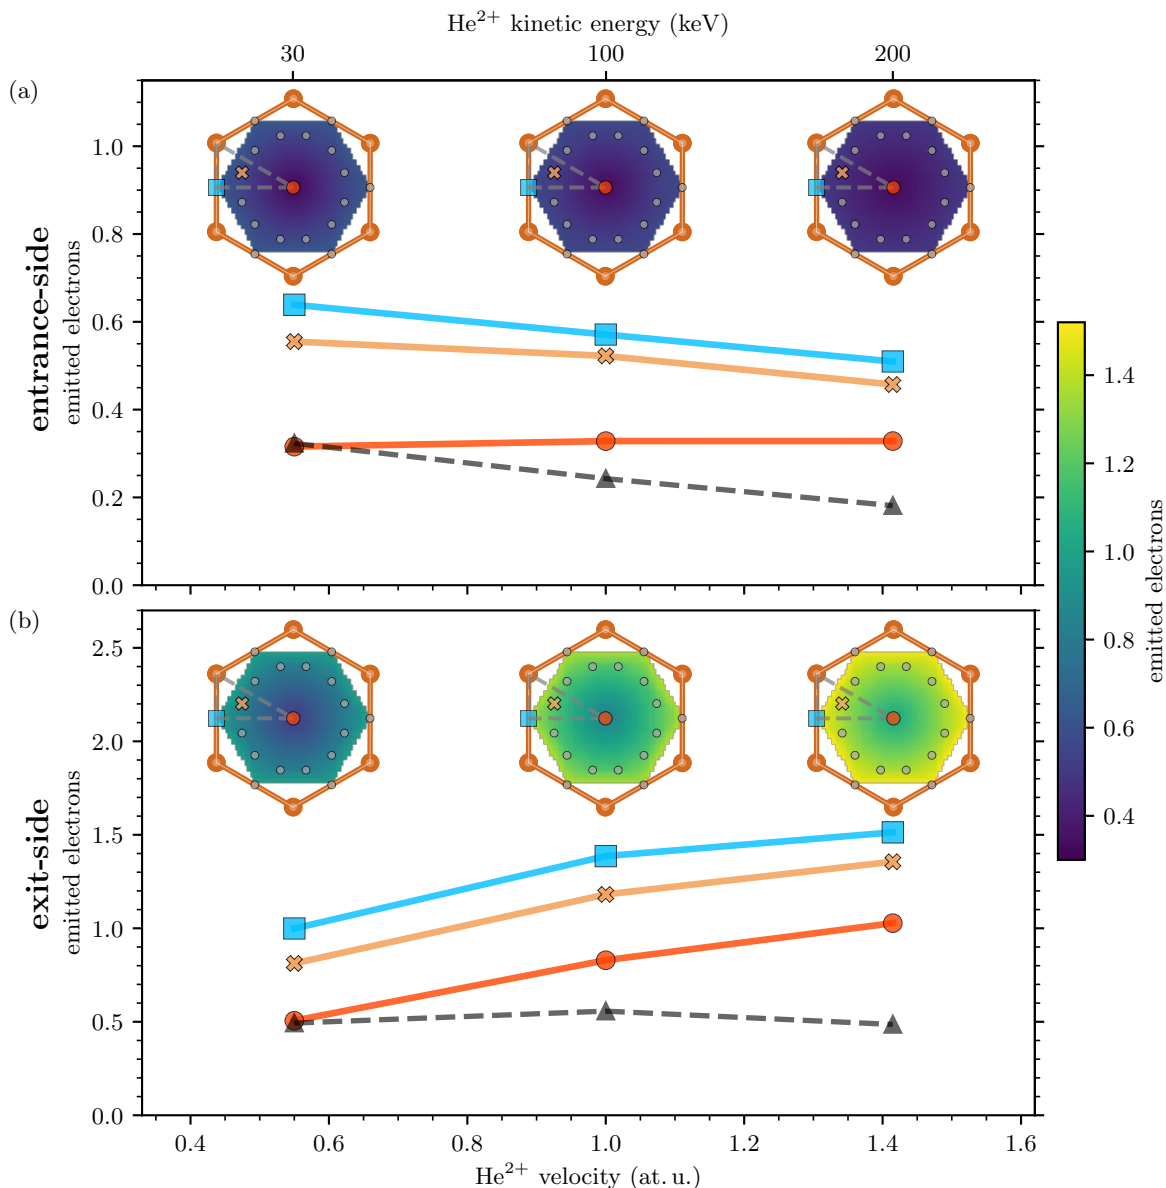 He²⁺ kinetic energy (keV)
30 100 200
(a)
1.0
0.8
0.6
0.4
0.2
0.0
entrance-side
emitted electrons
(b)
2.5
2.0
1.5
1.0
0.5
0.0
exit-side
emitted electrons
0.4 0.6 0.8 1.0 1.2 1.4 1.6
He²⁺ velocity (at. u.)
1.4
1.2
1.0
0.8
0.6
0.4
emitted electrons